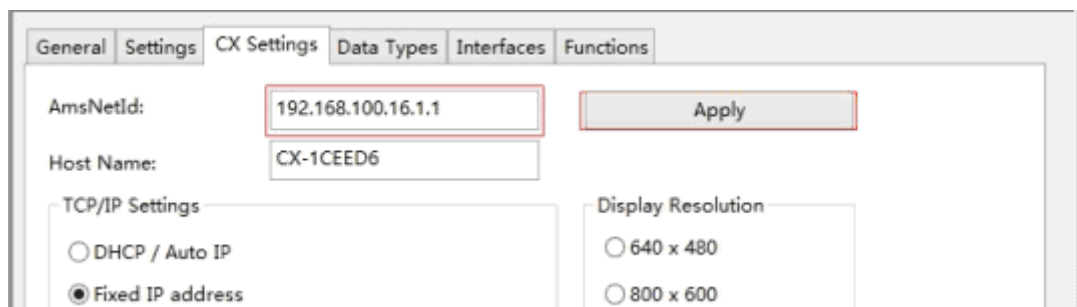 General Settings CX Settings Data Types Interfaces Functions
AmsNetId: 192.168.100.16.1.1 Apply
Host Name: CX-1CEED6
TCP/IP Settings Display Resolution
DHCP / Auto IP 640 x 480
Fixed IP address 800 x 600